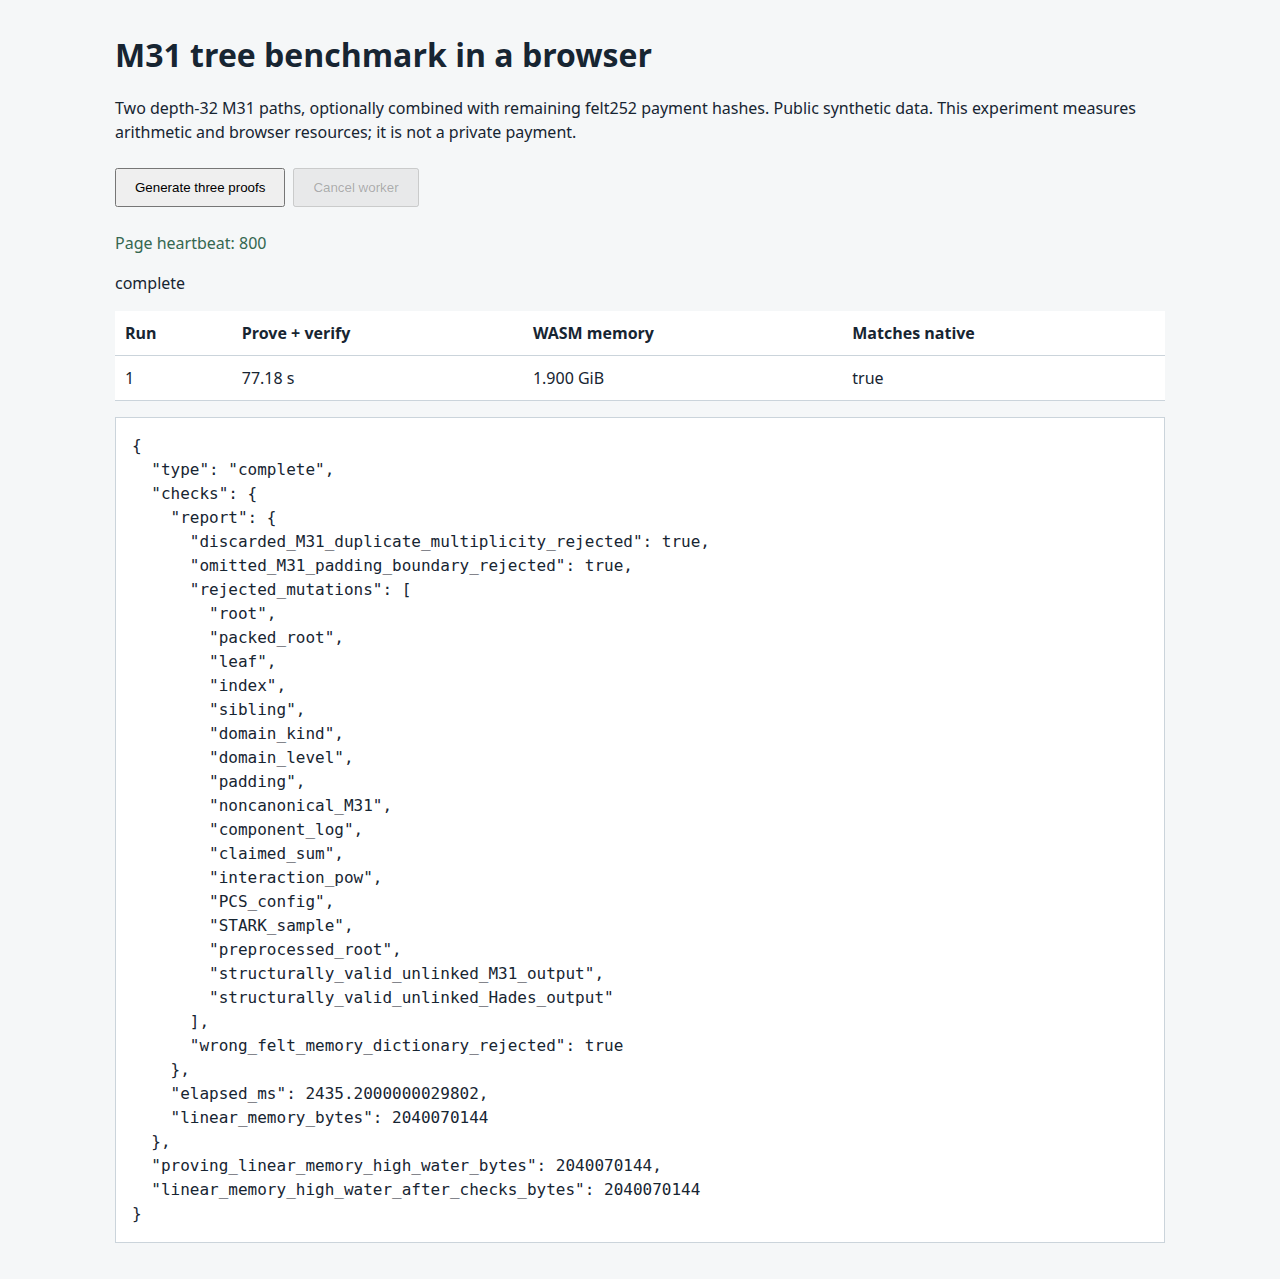 M31 tree benchmark in a browser
Two depth-32 M31 paths, optionally combined with remaining felt252 payment hashes. Public synthetic data. This experiment measures
arithmetic and browser resources; it is not a private payment.
Generate three proofs Cancel worker
Page heartbeat: 800
complete
Run Prove + verify WASM memory Matches native
1 77.18 s 1.900 GiB true
{
  "type": "complete",
  "checks": {
    "report": {
      "discarded_M31_duplicate_multiplicity_rejected": true,
      "omitted_M31_padding_boundary_rejected": true,
      "rejected_mutations": [
        "root",
        "packed_root",
        "leaf",
        "index",
        "sibling",
        "domain_kind",
        "domain_level",
        "padding",
        "noncanonical_M31",
        "component_log",
        "claimed_sum",
        "interaction_pow",
        "PCS_config",
        "STARK_sample",
        "preprocessed_root",
        "structurally_valid_unlinked_M31_output",
        "structurally_valid_unlinked_Hades_output"
      ],
      "wrong_felt_memory_dictionary_rejected": true
    },
    "elapsed_ms": 2435.2000000029802,
    "linear_memory_bytes": 2040070144
  },
  "proving_linear_memory_high_water_bytes": 2040070144,
  "linear_memory_high_water_after_checks_bytes": 2040070144
}